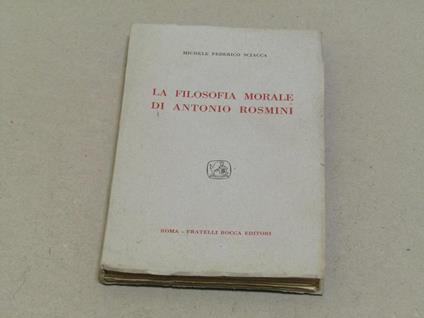 MICHELE FEDERICO SCIACCA
LA FILOSOFIA MORALE
DI ANTONIO ROSMINI
ROMA - FRATELLI BOCCA EDITORI